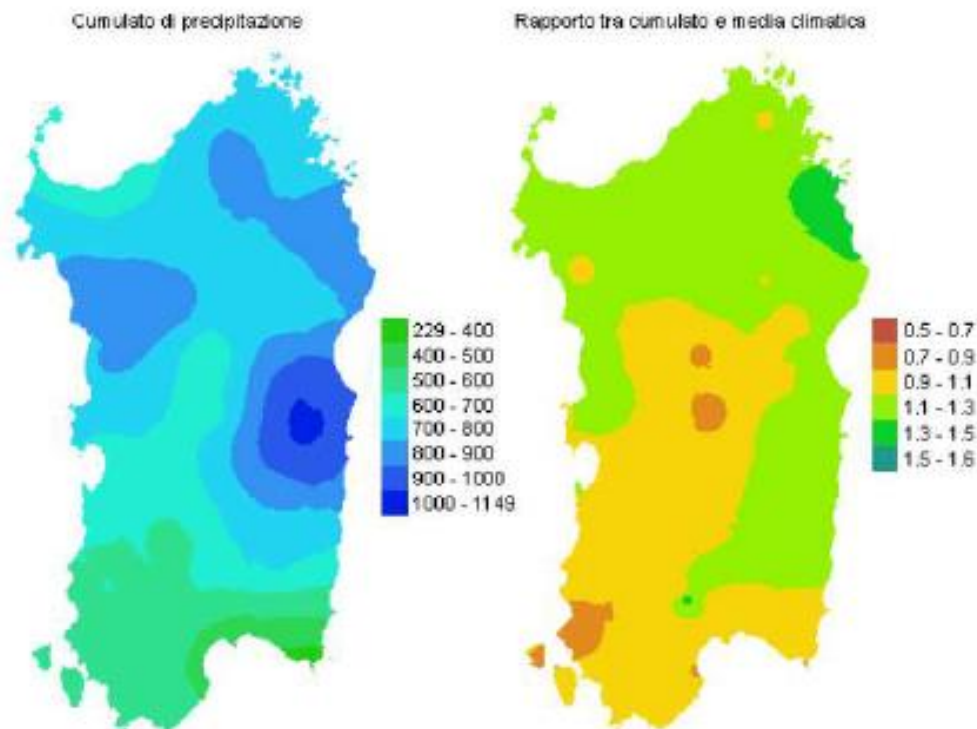 Cumulato di precipitazione
Rapporto tra cumulato e media climatica
229 - 400
400 - 500
500 - 600
600 - 700
700 - 800
800 - 900
900 - 1000
1000 - 1149
0.5 - 0.7
0.7 - 0.9
0.9 - 1.1
1.1 - 1.3
1.3 - 1.5
1.5 - 1.6